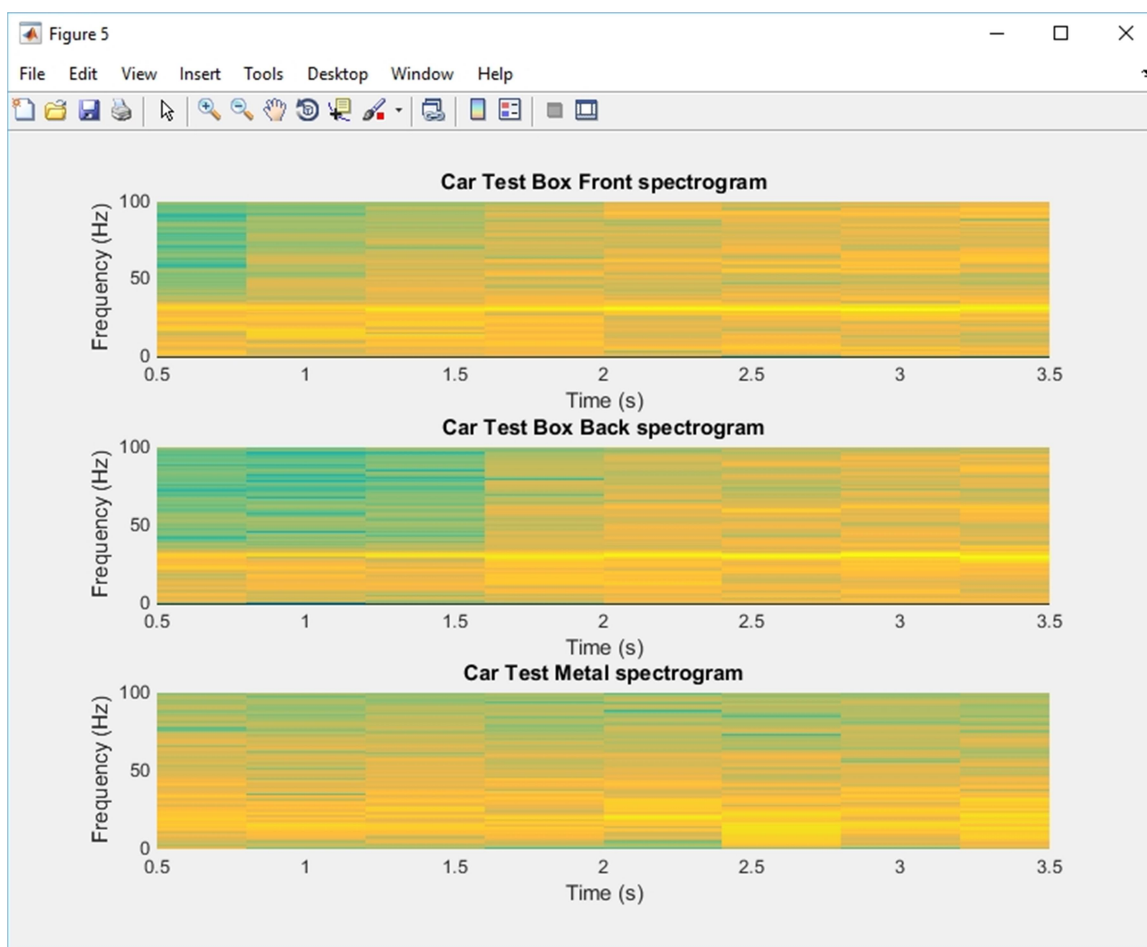 Figure 5
File Edit View Insert Tools Desktop Window Help
Car Test Box Front spectrogram
Frequency (Hz)
100
50
0
0.5 1 1.5 2 2.5 3 3.5
Time (s)
Car Test Box Back spectrogram
Frequency (Hz)
100
50
0
0.5 1 1.5 2 2.5 3 3.5
Time (s)
Car Test Metal spectrogram
Frequency (Hz)
100
50
0
0.5 1 1.5 2 2.5 3 3.5
Time (s)